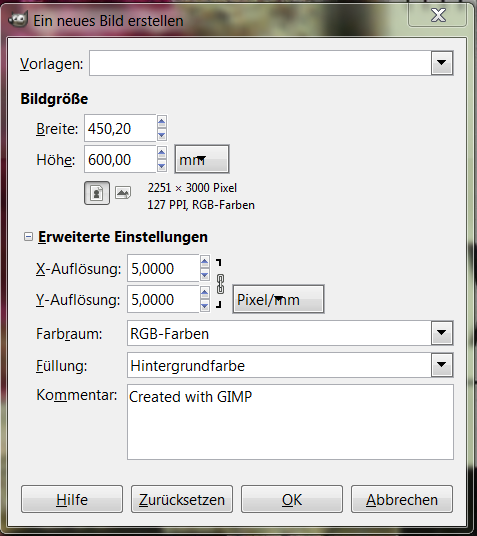 Ein neues Bild erstellen
Vorlagen:
Bildgröße
Breite: 450,20
Höhe: 600,00 mm
2251 × 3000 Pixel
127 PPI, RGB-Farben
Erweiterte Einstellungen
X-Auflösung: 5,0000
Y-Auflösung: 5,0000 Pixel/mm
Farbraum: RGB-Farben
Füllung: Hintergrundfarbe
Kommentar: Created with GIMP
Hilfe Zurücksetzen OK Abbrechen